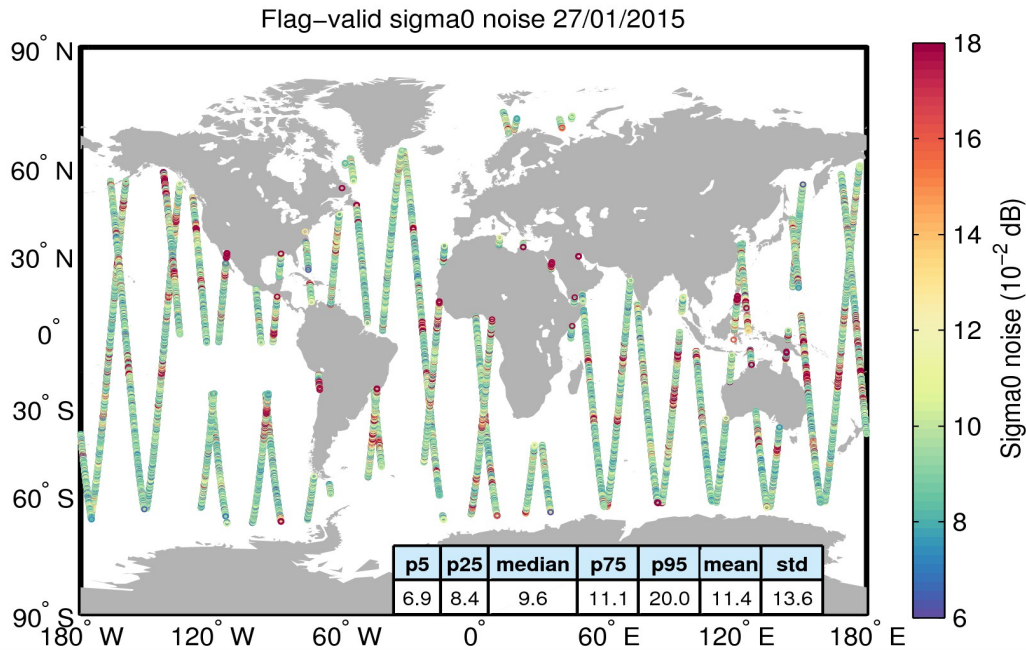 Flag−valid sigma0 noise 27/01/2015
90° N
60° N
30° N
0°
30° S
60° S
90° S
180° W
120° W
60° W
0°
60° E
120° E
180° E
p5 p25 median p75 p95 mean std
6.9 8.4 9.6 11.1 20.0 11.4 13.6
18
16
14
12
10
8
6
Sigma0 noise (10⁻² dB)